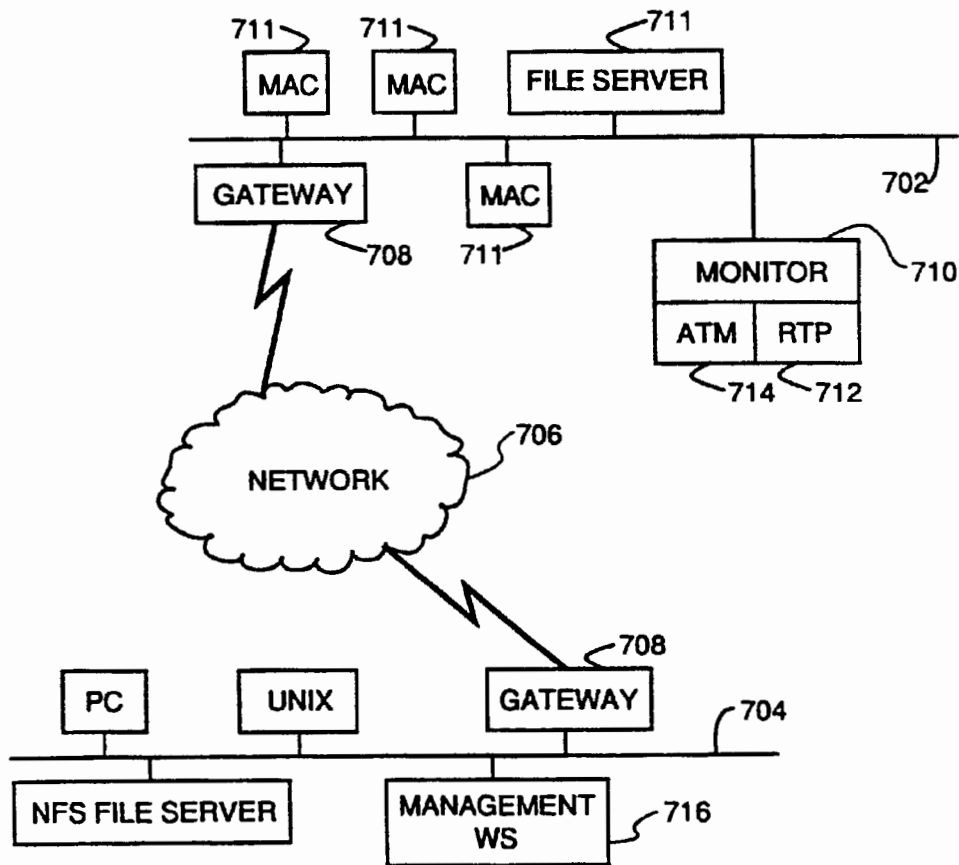 711 711 711
MAC MAC FILE SERVER
GATEWAY MAC 702
708 711
MONITOR 710
ATM RTP
714 712
706
NETWORK
708
PC UNIX GATEWAY 704
NFS FILE SERVER MANAGEMENT
WS 716